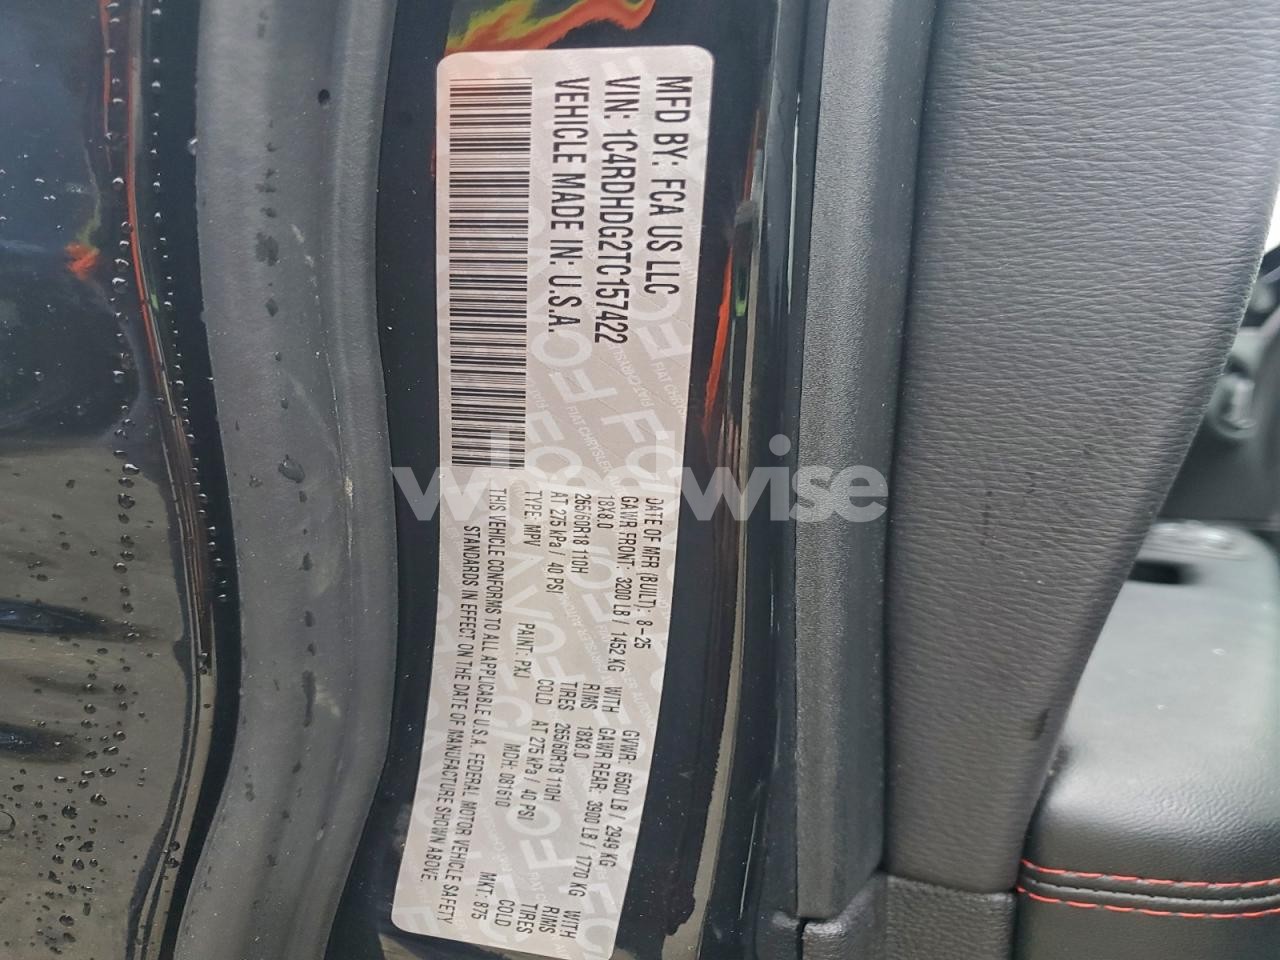 MFD BY: FCA US LLC
VIN: 1C4RDHDG2TC157422
VEHICLE MADE IN: U.S.A.
DATE OF MFR (BUILT): 8-25 GVWR: 6500 LB / 2949 KG
GAWR FRONT: 3200 LB / 1452 KG WITH GAWR REAR: 3900 LB / 1770 KG WITH
18X8.0 RIMS 18X8.0 RIMS
265/60R18 110H TIRES 265/60R18 110H TIRES
AT 275 kPa / 40 PSI COLD AT 275 kPa / 40 PSI COLD
TYPE: MPV PAINT: PXJ MDH: 081610 MKT: 875
THIS VEHICLE CONFORMS TO ALL APPLICABLE U.S.A. FEDERAL MOTOR VEHICLE SAFETY
STANDARDS IN EFFECT ON THE DATE OF MANUFACTURE SHOWN ABOVE.
wholewise